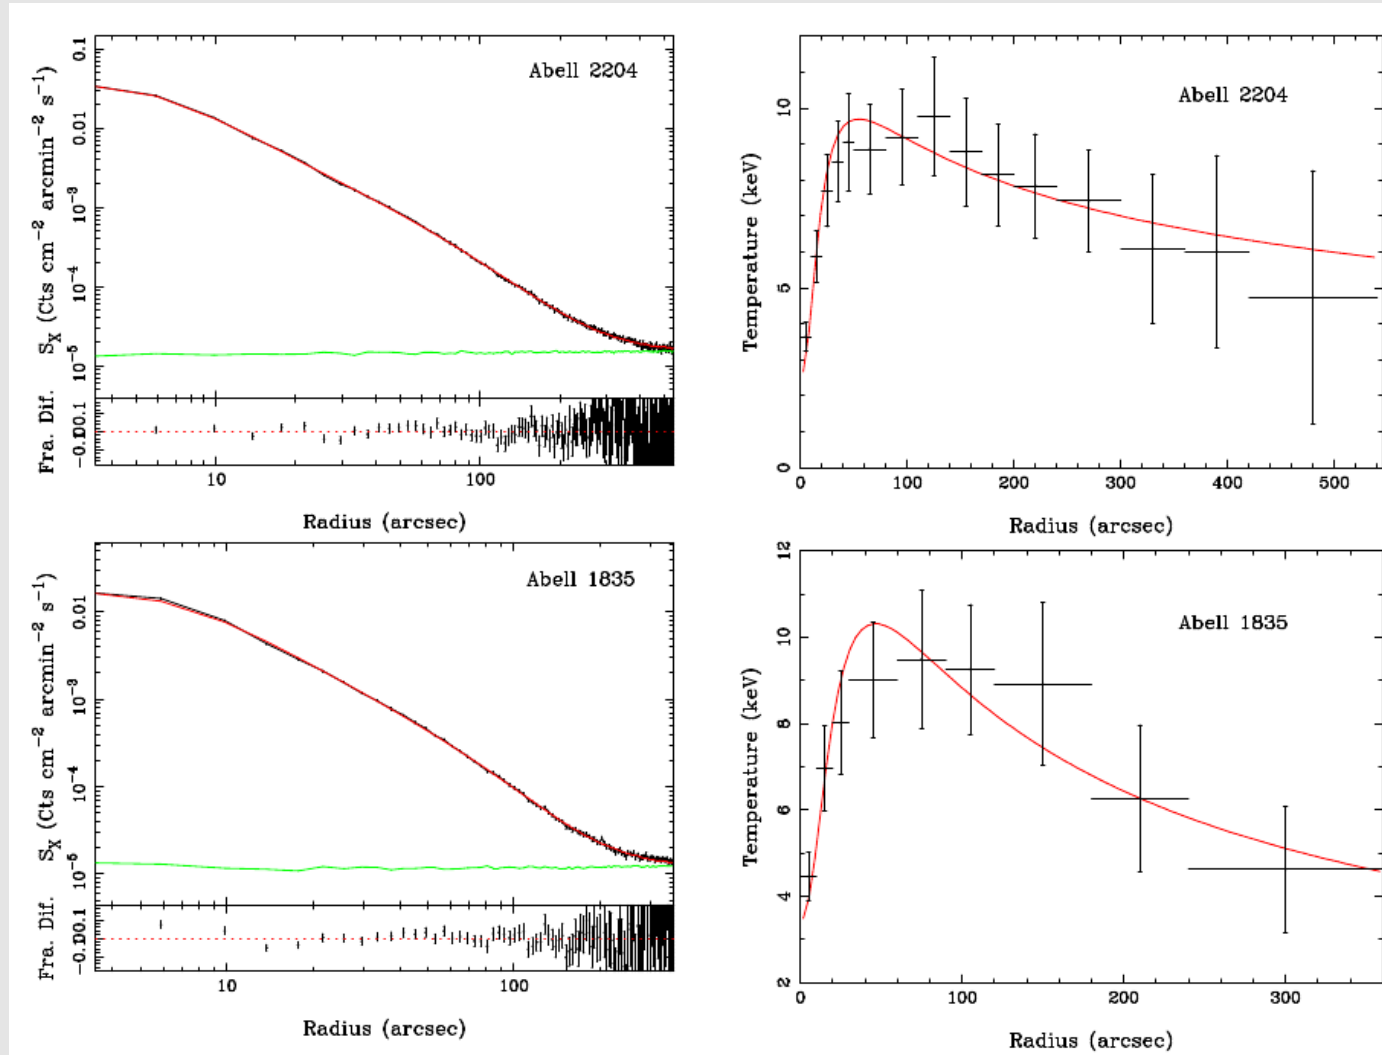 Abell 2204
S_X (Cts cm^-2 arcmin^-2 s^-1)
0.1
0.01
10^-3
10^-4
10^-5
Fra. Dif.
-0.1 0 0.1
10 100
Radius (arcsec)
Abell 2204
Temperature (keV)
10
5
0
0 100 200 300 400 500
Radius (arcsec)
Abell 1835
S_X (Cts cm^-2 arcmin^-2 s^-1)
0.01
10^-3
10^-4
10^-5
Fra. Dif.
-0.1 0 0.1
10 100
Radius (arcsec)
Abell 1835
Temperature (keV)
12
10
8
6
4
2
0 100 200 300
Radius (arcsec)